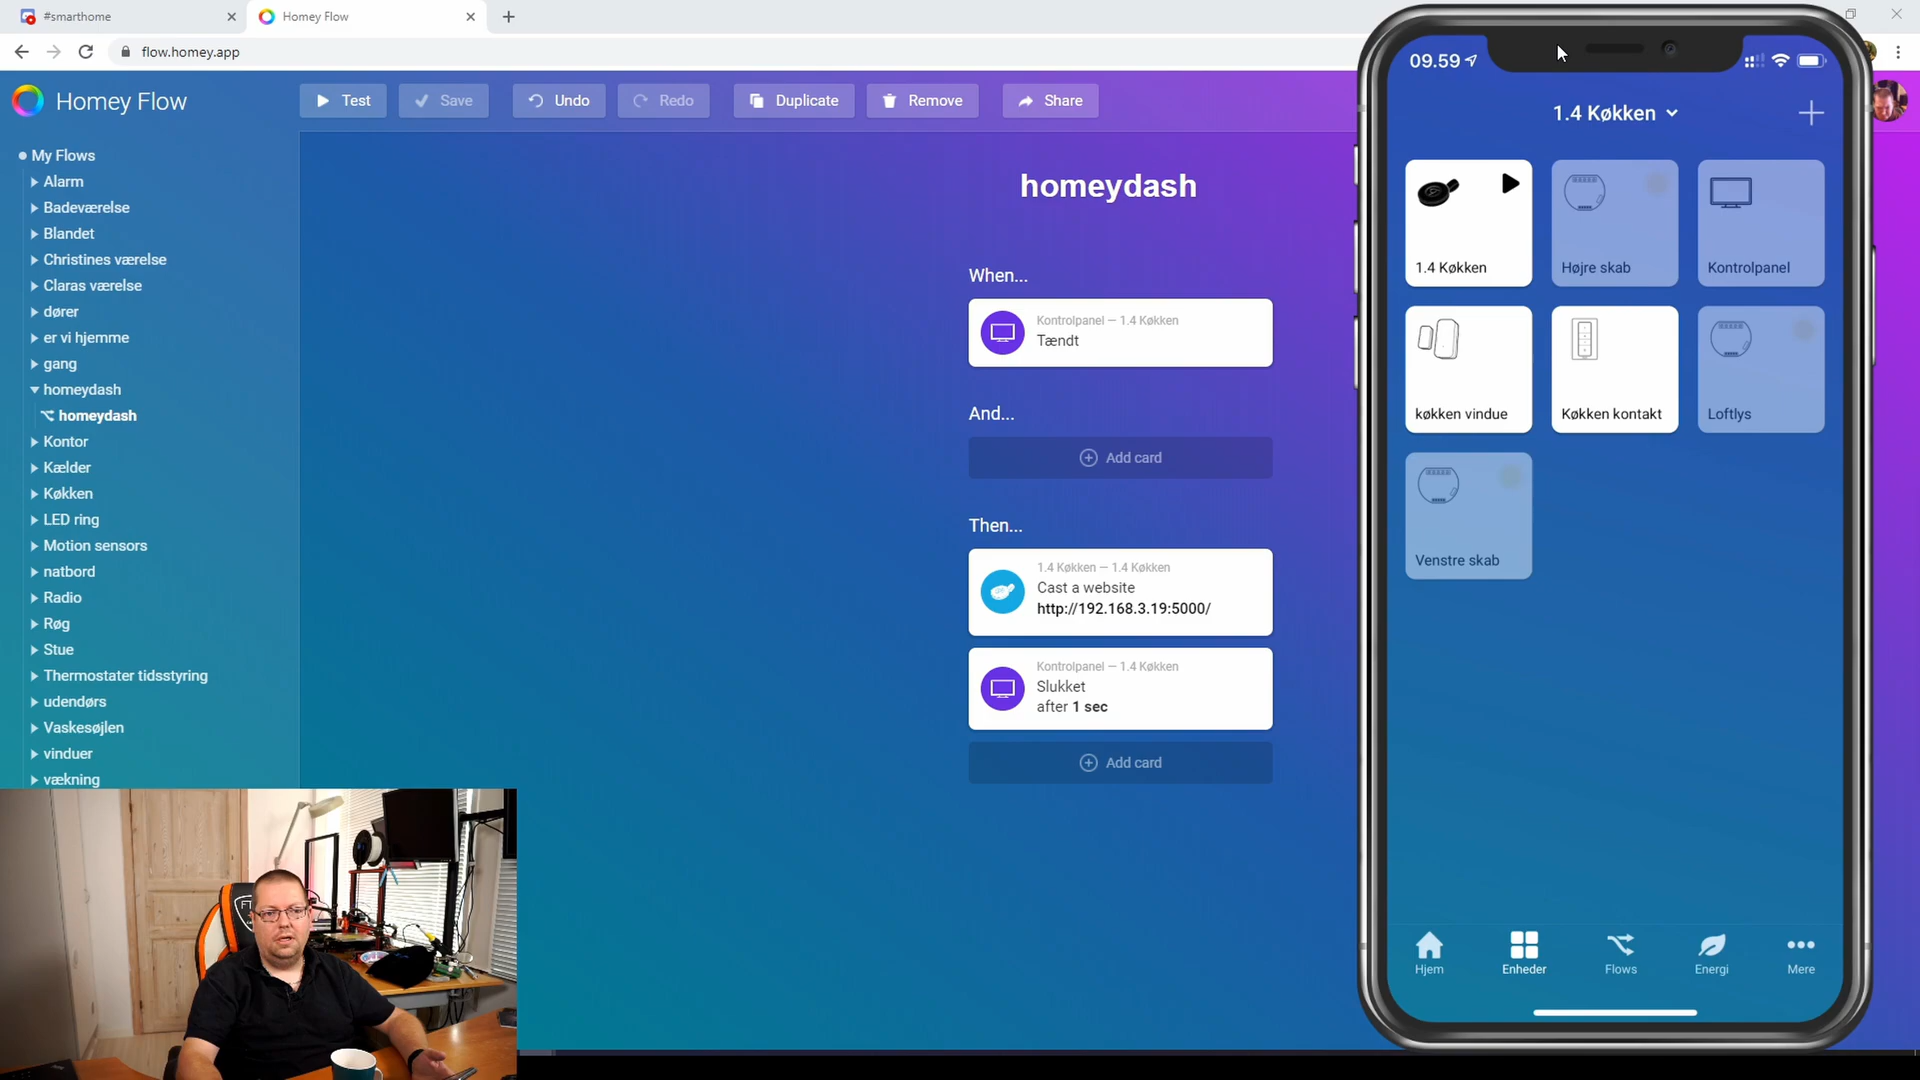 #smarthome
Homey Flow
flow.homey.app
Homey Flow
Test
Save
Undo
Redo
Duplicate
Remove
Share
My Flows
Alarm
Badeværelse
Blandet
Christines værelse
Claras værelse
dører
er vi hjemme
gang
homeydash
homeydash
Kontor
Kælder
Køkken
LED ring
Motion sensors
natbord
Radio
Røg
Stue
Thermostater tidsstyring
udendørs
Vaskesøjlen
vinduer
vækning
homeydash
When...
Kontrolpanel — 1.4 Køkken
Tændt
And...
Add card
Then...
1.4 Køkken — 1.4 Køkken
Cast a website
http://192.168.3.19:5000/
Kontrolpanel — 1.4 Køkken
Slukket
after 1 sec
Add card
09.59
1.4 Køkken
1.4 Køkken
Højre skab
Kontrolpanel
køkken vindue
Køkken kontakt
Loftlys
Venstre skab
Hjem
Enheder
Flows
Energi
Mere